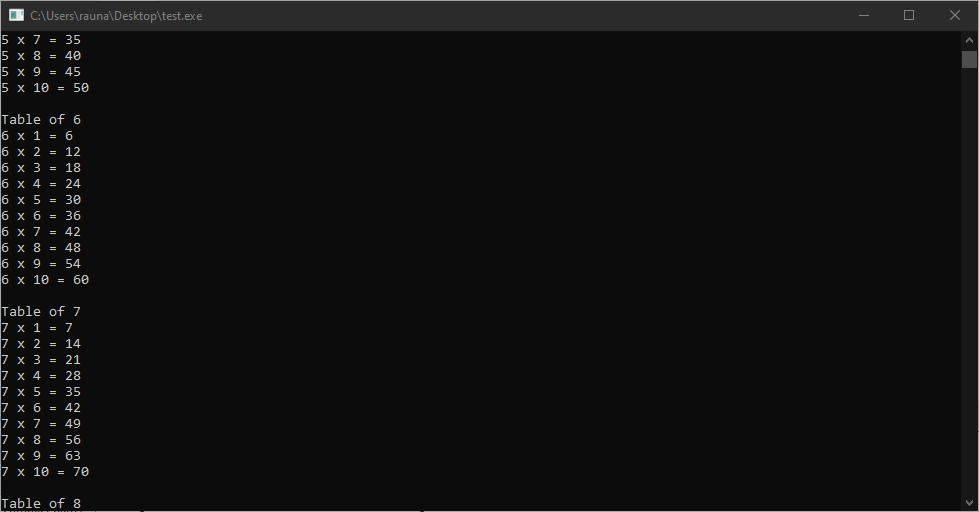 C:\Users\rauna\Desktop\test.exe
5 x 7 = 35
5 x 8 = 40
5 x 9 = 45
5 x 10 = 50
Table of 6
6 x 1 = 6
6 x 2 = 12
6 x 3 = 18
6 x 4 = 24
6 x 5 = 30
6 x 6 = 36
6 x 7 = 42
6 x 8 = 48
6 x 9 = 54
6 x 10 = 60
Table of 7
7 x 1 = 7
7 x 2 = 14
7 x 3 = 21
7 x 4 = 28
7 x 5 = 35
7 x 6 = 42
7 x 7 = 49
7 x 8 = 56
7 x 9 = 63
7 x 10 = 70
Table of 8